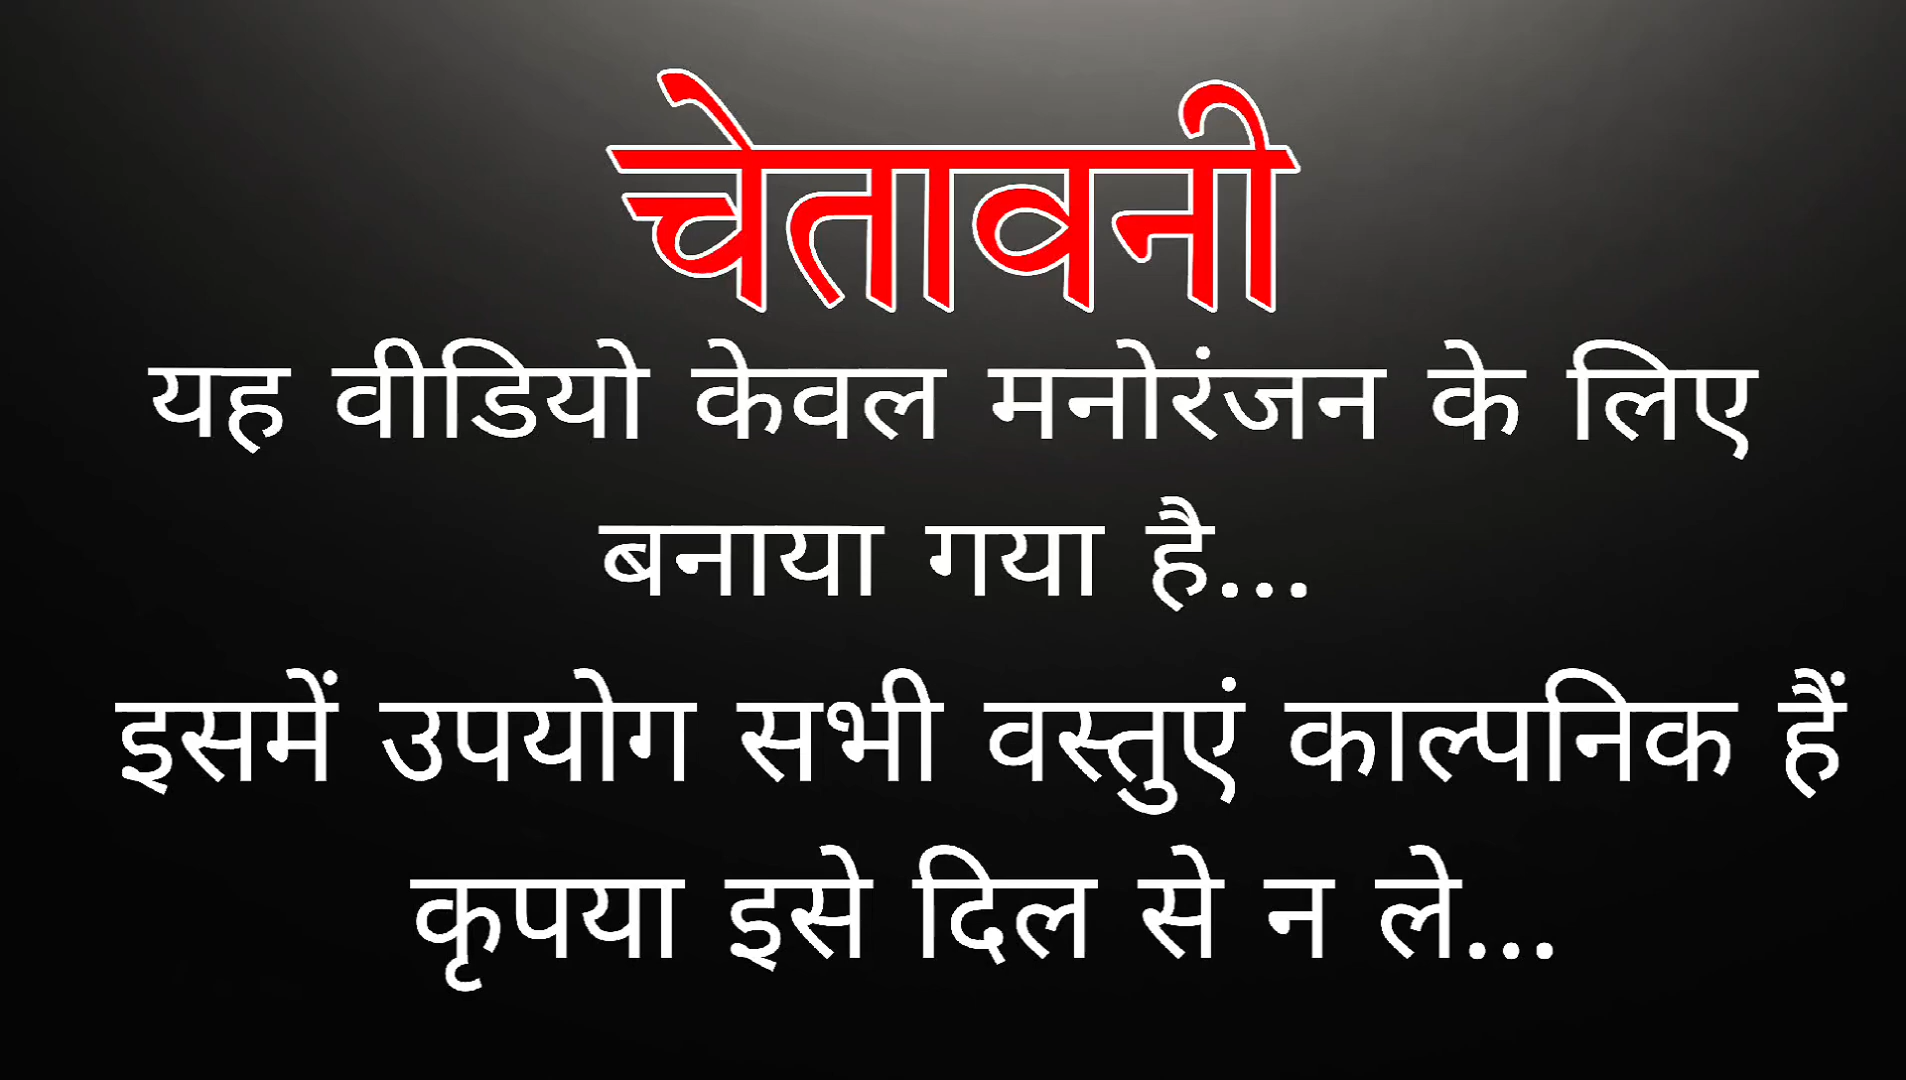 चेतावनी
यह वीडियो केवल मनोरंजन के लिए
बनाया गया है...
इसमें उपयोग सभी वस्तुएं काल्पनिक हैं
कृपया इसे दिल से न ले...